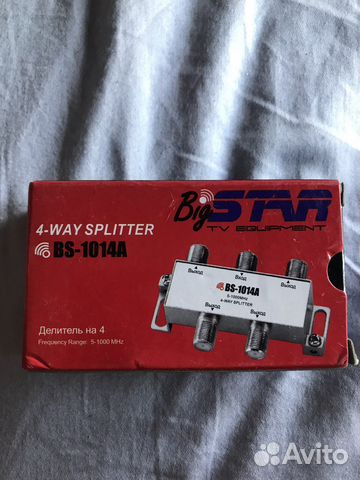 Big STAR
TV EQUIPMENT
4-WAY SPLITTER
BS-1014A
Выход
Вход
Выход
BS-1014A
5-1000MHz
4-WAY SPLITTER
Выход
Выход
Делитель на 4
Frequency Range: 5-1000 MHz
Avito